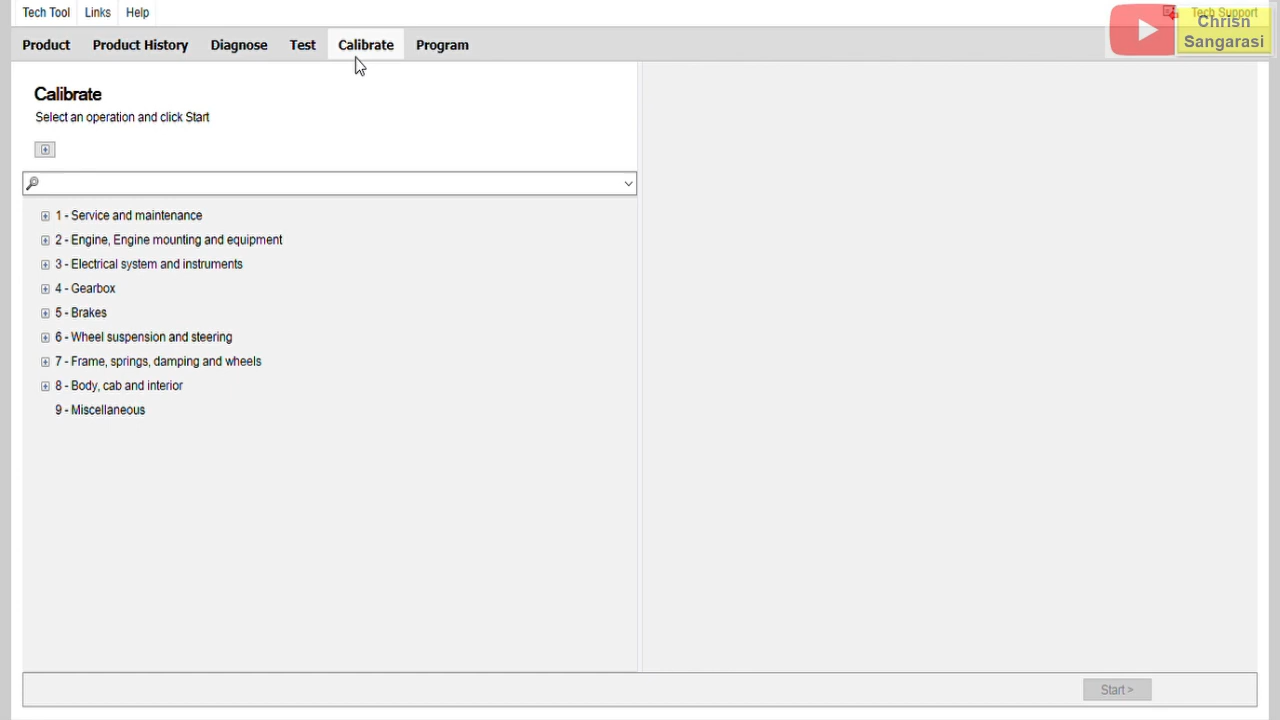 Tech Tool Links Help Tech Support
Chrisn
Sangarasi
Product Product History Diagnose Test Calibrate Program
Calibrate
Select an operation and click Start
1 - Service and maintenance
2 - Engine, Engine mounting and equipment
3 - Electrical system and instruments
4 - Gearbox
5 - Brakes
6 - Wheel suspension and steering
7 - Frame, springs, damping and wheels
8 - Body, cab and interior
9 - Miscellaneous
Start >